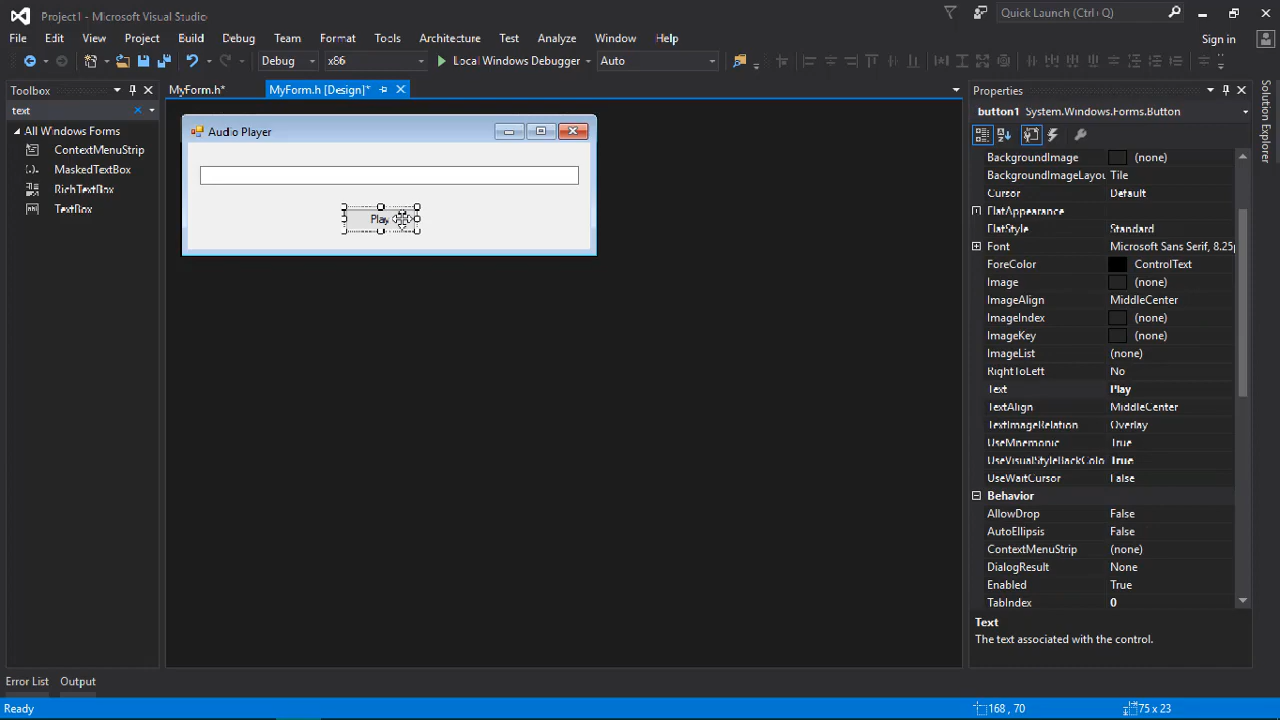 Project1 - Microsoft Visual Studio
Quick Launch (Ctrl+Q)
File Edit View Project Build Debug Team Format Tools Architecture Test Analyze Window Help
Sign in
Debug x86 Local Windows Debugger Auto
Toolbox
text
All Windows Forms
ContextMenuStrip
MaskedTextBox
RichTextBox
TextBox
MyForm.h*
MyForm.h [Design]*
Audio Player
Play
Properties
button1 System.Windows.Forms.Button
BackgroundImage (none)
BackgroundImageLayou Tile
Cursor Default
FlatAppearance
FlatStyle Standard
Font Microsoft Sans Serif, 8.25p
ForeColor ControlText
Image (none)
ImageAlign MiddleCenter
ImageIndex (none)
ImageKey (none)
ImageList (none)
RightToLeft No
Text Play
TextAlign MiddleCenter
TextImageRelation Overlay
UseMnemonic True
UseVisualStyleBackColo True
UseWaitCursor False
Behavior
AllowDrop False
AutoEllipsis False
ContextMenuStrip (none)
DialogResult None
Enabled True
TabIndex 0
Text
The text associated with the control.
Solution Explorer
Error List Output
Ready
168 , 70
75 x 23